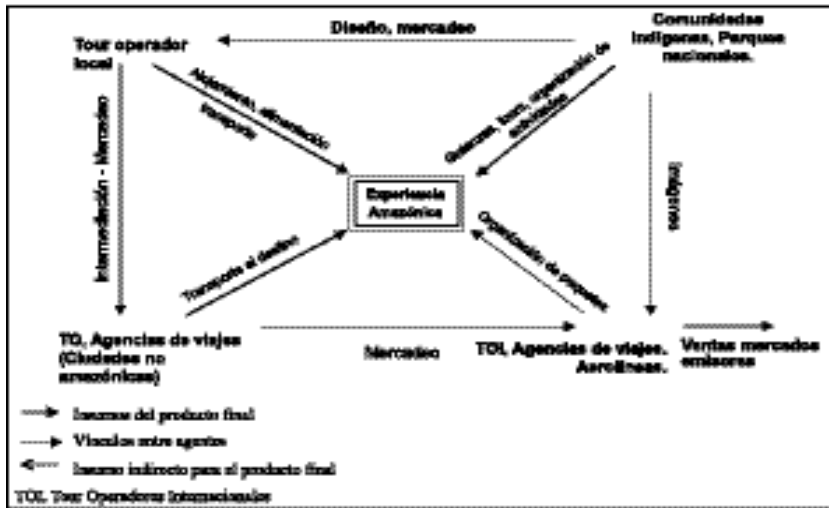 Diseño, mercadeo
Tour operador
local
Comunidades
Indígenas, Parques
nacionales.
Alojamiento, alimentación
transporte
organización de
actividades
Intermediación - Mercadeo
Imágenes
Experiencia
Amazónica
Transporte al destino
Organización de paquetes
TO, Agencias de viajes
(Ciudades no
amazónicas)
Mercadeo
TOI, Agencias de viajes.
Aerolíneas.
Ventas mercados
emisores
Insumos del producto final
Vínculos entre agentes
Insumo indirecto para el producto final
TOI, Tour Operadores Internacionales